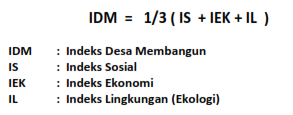 IDM = 1/3 ( IS + IEK + IL )
IDM : Indeks Desa Membangun
IS : Indeks Sosial
IEK : Indeks Ekonomi
IL : Indeks Lingkungan (Ekologi)